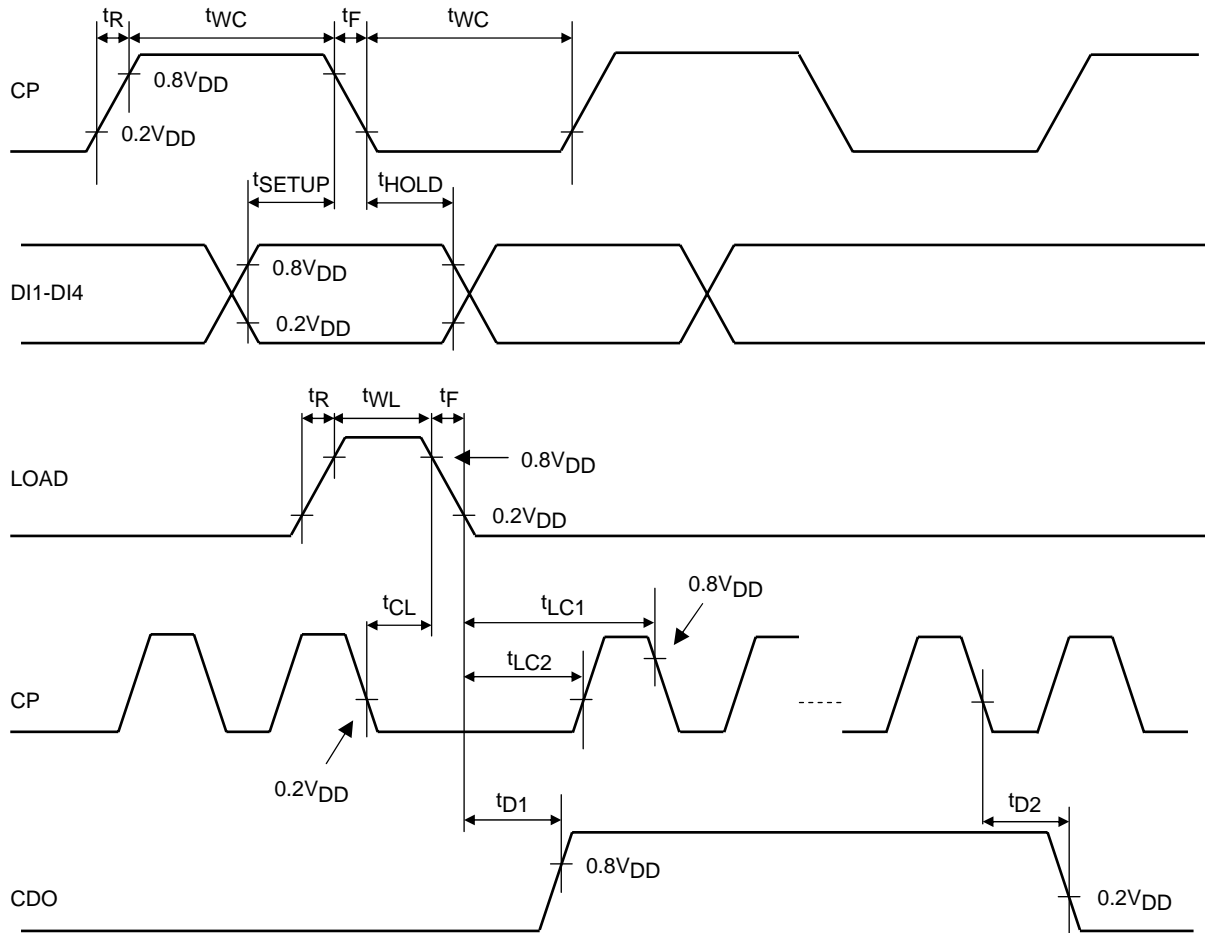 tR tWC tF tWC
CP
0.8VDD
0.2VDD
tSETUP tHOLD
DI1-DI4
0.8VDD
0.2VDD
tR tWL tF
LOAD
0.8VDD
0.2VDD
tCL tLC1 0.8VDD
tLC2
CP
0.2VDD
tD1 tD2
CDO
0.8VDD
0.2VDD